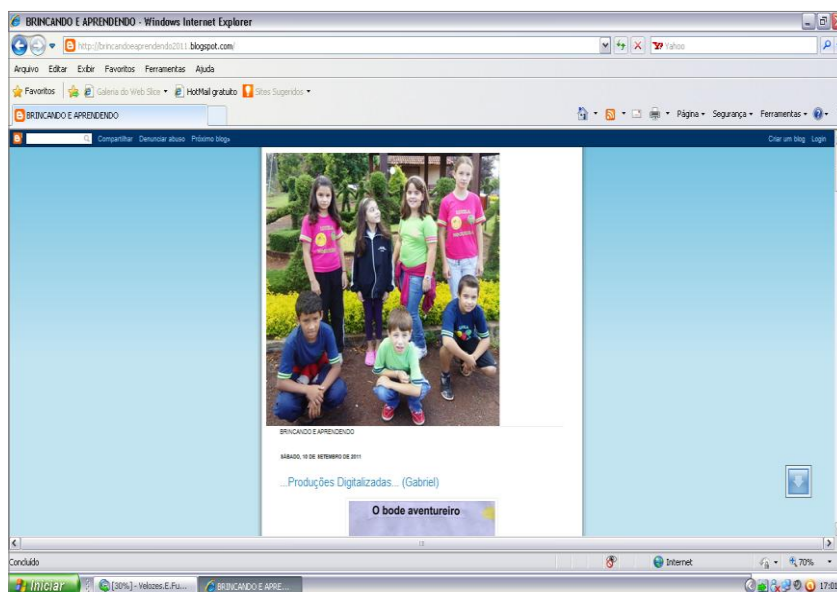 BRINCANDO E APRENDENDO - Windows Internet Explorer
http://brincandoeaprendendo2011.blogspot.com/
Yahoo
Arquivo Editar Exibir Favoritos Ferramentas Ajuda
Favoritos Galeria do Web Slice HotMail gratuito Sites Sugeridos
BRINCANDO E APRENDENDO
Página Segurança Ferramentas
Compartilhar Denunciar abuso Próximo blog» Criar um blog Login
BRINCANDO E APRENDENDO
SÁBADO, 10 DE SETEMBRO DE 2011
...Produções Digitalizadas... (Gabriel)
O bode aventureiro
Concluído Internet 70%
Iniciar [30%] - Velozes.E.Fu... BRINCANDO E APRE... 17:01